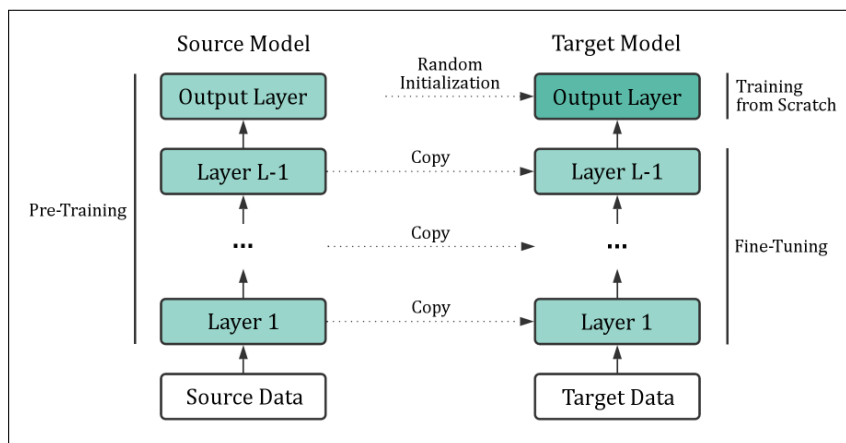 Source Model
Target Model
Output Layer
Random
Initialization
Output Layer
Training
from Scratch
Layer L-1
Copy
Layer L-1
Pre-Training
...
Copy
...
Fine-Tuning
Layer 1
Copy
Layer 1
Source Data
Target Data